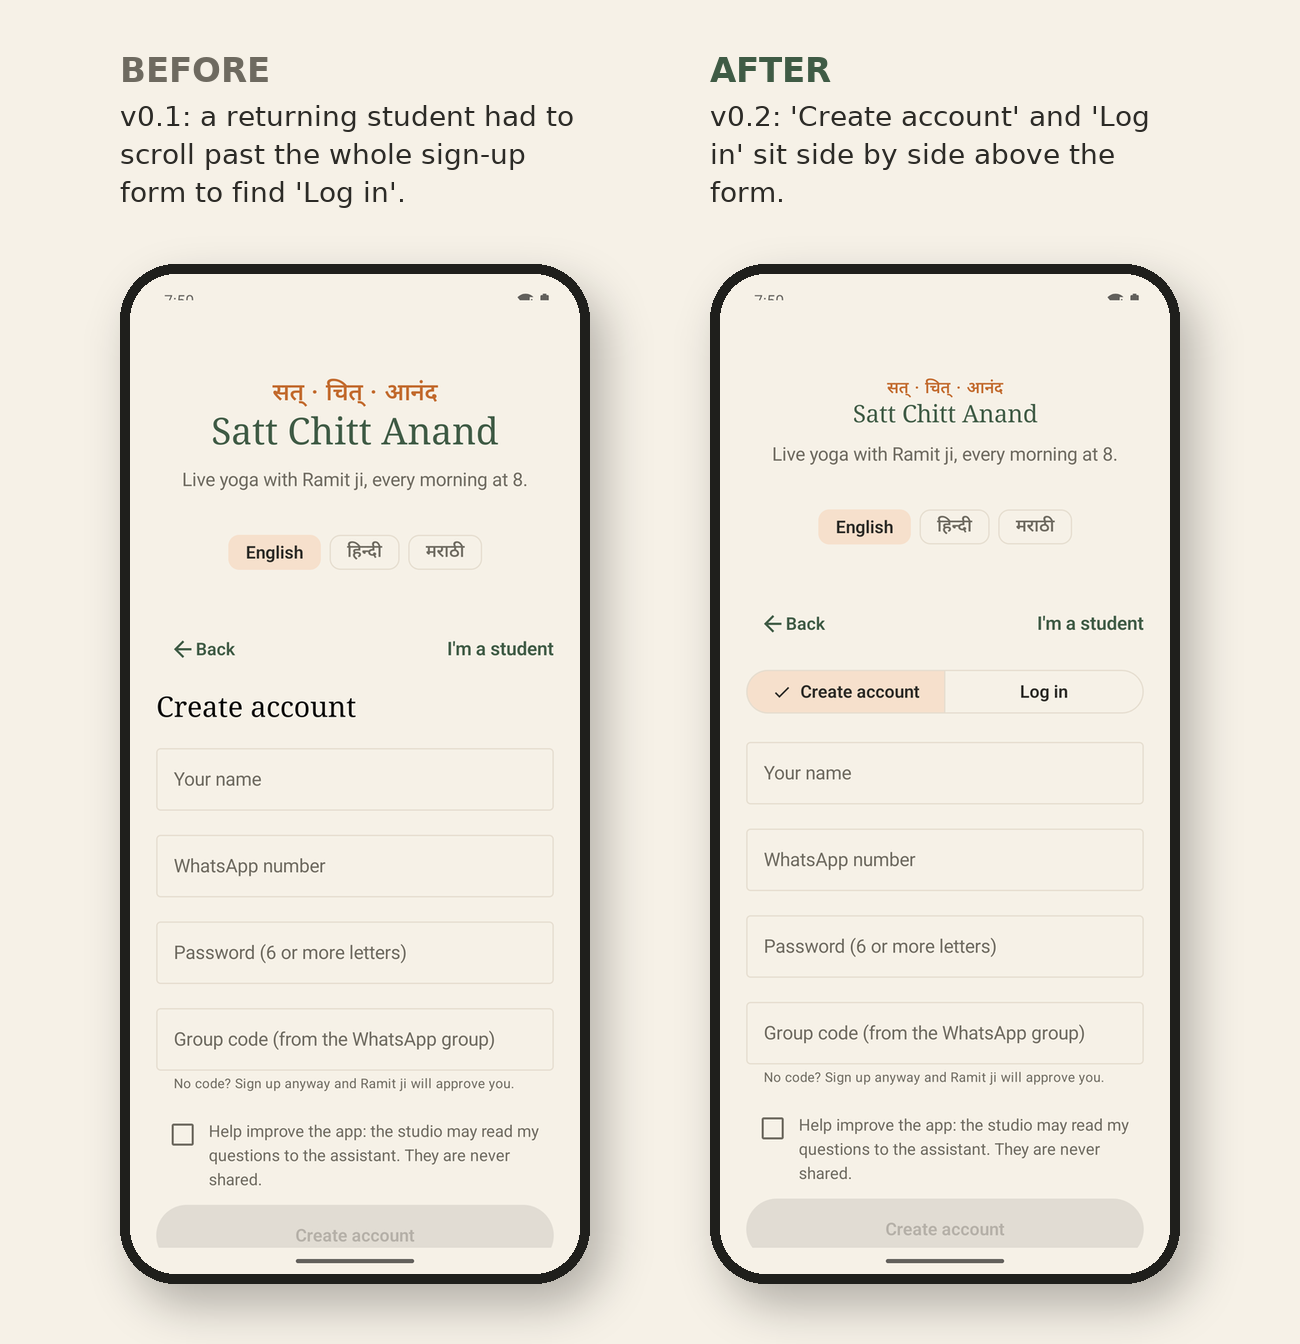 BEFORE
v0.1: a returning student had to
scroll past the whole sign-up
form to find 'Log in'.
7:50
सत् · चित् · आनंद
Satt Chitt Anand
Live yoga with Ramit ji, every morning at 8.
English हिन्दी मराठी
Back I'm a student
Create account
Your name
WhatsApp number
Password (6 or more letters)
Group code (from the WhatsApp group)
No code? Sign up anyway and Ramit ji will approve you.
Help improve the app: the studio may read my
questions to the assistant. They are never
shared.
Create account
AFTER
v0.2: 'Create account' and 'Log
in' sit side by side above the
form.
7:50
सत् · चित् · आनंद
Satt Chitt Anand
Live yoga with Ramit ji, every morning at 8.
English हिन्दी मराठी
Back I'm a student
Create account Log in
Your name
WhatsApp number
Password (6 or more letters)
Group code (from the WhatsApp group)
No code? Sign up anyway and Ramit ji will approve you.
Help improve the app: the studio may read my
questions to the assistant. They are never
shared.
Create account